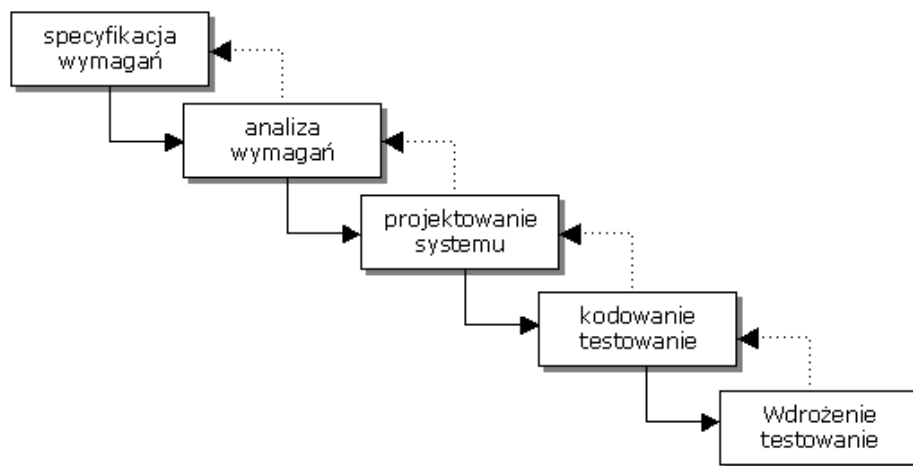 specyfikacja
wymagań
analiza
wymagań
projektowanie
systemu
kodowanie
testowanie
Wdrożenie
testowanie